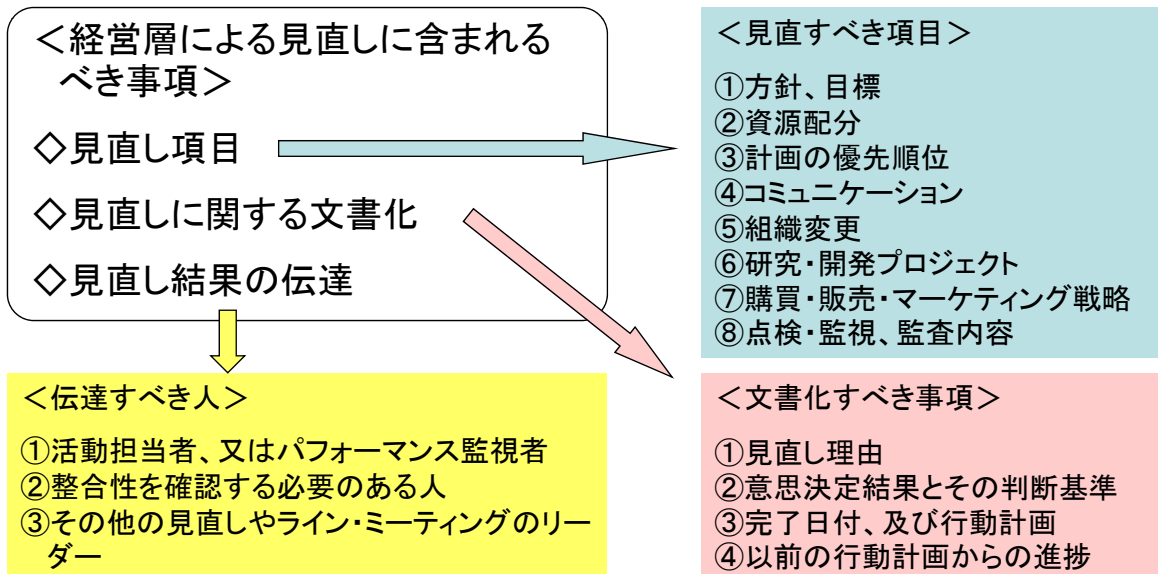 ＜経営層による見直しに含まれる
べき事項＞
◇見直し項目
◇見直しに関する文書化
◇見直し結果の伝達
＜見直すべき項目＞
①方針、目標
②資源配分
③計画の優先順位
④コミュニケーション
⑤組織変更
⑥研究・開発プロジェクト
⑦購買・販売・マーケティング戦略
⑧点検・監視、監査内容
＜伝達すべき人＞
①活動担当者、又はパフォーマンス監視者
②整合性を確認する必要のある人
③その他の見直しやライン・ミーティングのリー
ダー
＜文書化すべき事項＞
①見直し理由
②意思決定結果とその判断基準
③完了日付、及び行動計画
④以前の行動計画からの進捗